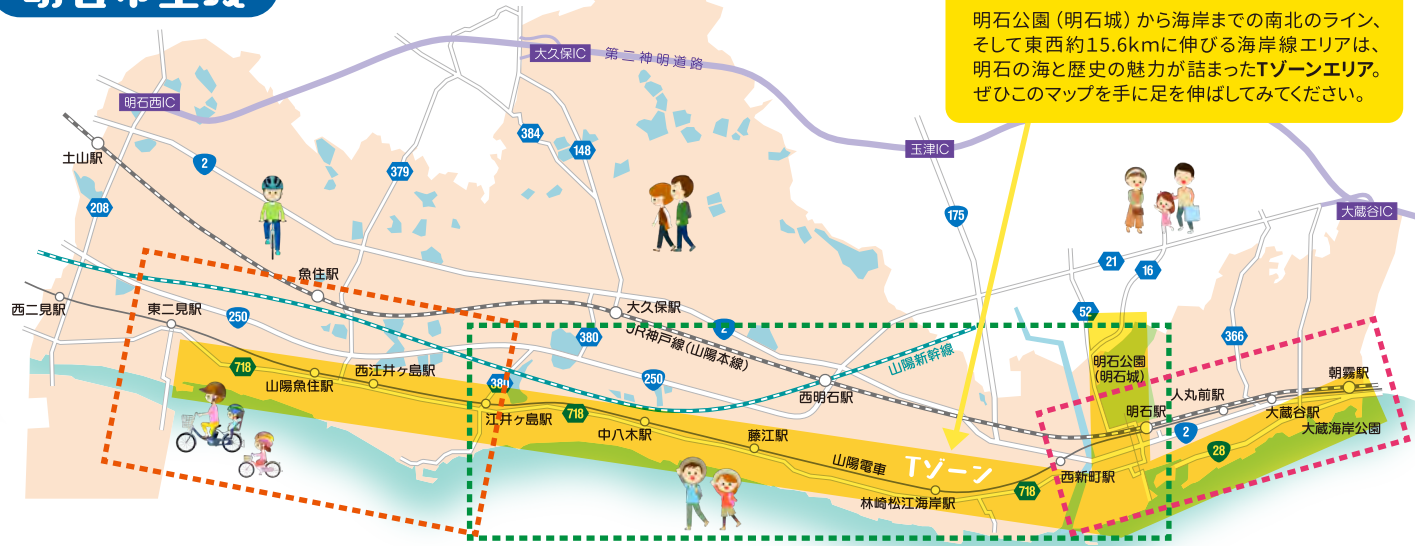 明石市全域
明石公園（明石城）から海岸までの南北のライン、
そして東西約15.6kmに伸びる海岸線エリアは、
明石の海と歴史の魅力が詰まったTゾーンエリア。
ぜひこのマップを手に足を伸ばしてみてください。
大久保IC
第二神明道路
明石西IC
玉津IC
大蔵谷IC
土山駅
2
384
148
379
208
175
21
16
52
366
魚住駅
西二見駅
東二見駅
250
大久保駅
2
JR神戸線（山陽本線）
380
山陽新幹線
明石公園
（明石城）
718
山陽魚住駅
西江井ヶ島駅
250
西明石駅
朝霧駅
人丸前駅
明石駅
大蔵谷駅
大蔵海岸公園
2
28
江井ヶ島駅
718
中八木駅
藤江駅
山陽電車
Tゾーン
西新町駅
林崎松江海岸駅
718